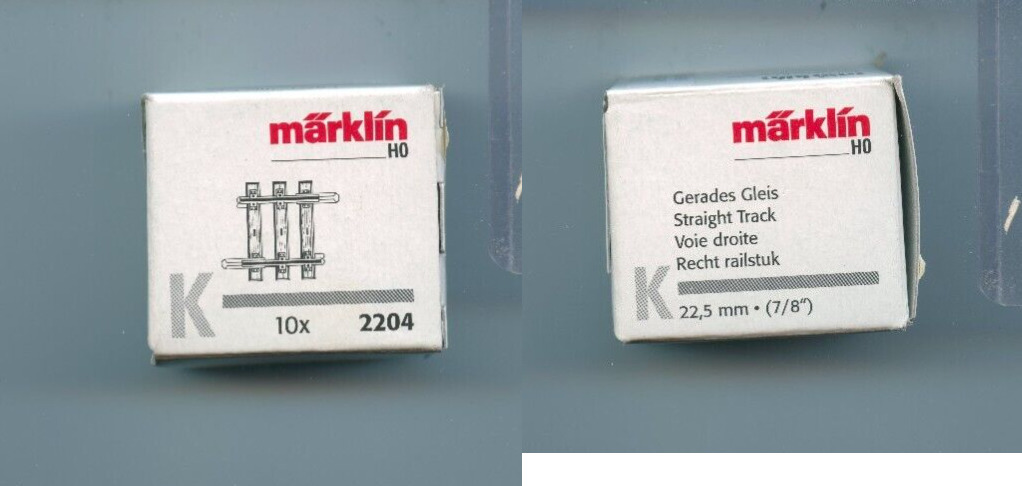 märklin
H0
K
10x 2204
märklin
H0
Gerades Gleis
Straight Track
Voie droite
Recht railstuk
K
22,5 mm • (7/8“)